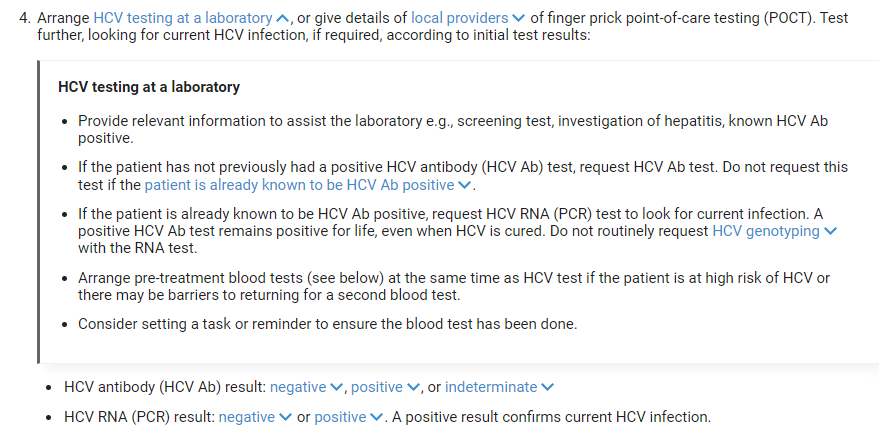 4. Arrange HCV testing at a laboratory, or give details of local providers of finger prick point-of-care testing (POCT). Test
further, looking for current HCV infection, if required, according to initial test results:
HCV testing at a laboratory
• Provide relevant information to assist the laboratory e.g., screening test, investigation of hepatitis, known HCV Ab
positive.
• If the patient has not previously had a positive HCV antibody (HCV Ab) test, request HCV Ab test. Do not request this
test if the patient is already known to be HCV Ab positive.
• If the patient is already known to be HCV Ab positive, request HCV RNA (PCR) test to look for current infection. A
positive HCV Ab test remains positive for life, even when HCV is cured. Do not routinely request HCV genotyping
with the RNA test.
• Arrange pre-treatment blood tests (see below) at the same time as HCV test if the patient is at high risk of HCV or
there may be barriers to returning for a second blood test.
• Consider setting a task or reminder to ensure the blood test has been done.
• HCV antibody (HCV Ab) result: negative, positive, or indeterminate
• HCV RNA (PCR) result: negative or positive. A positive result confirms current HCV infection.